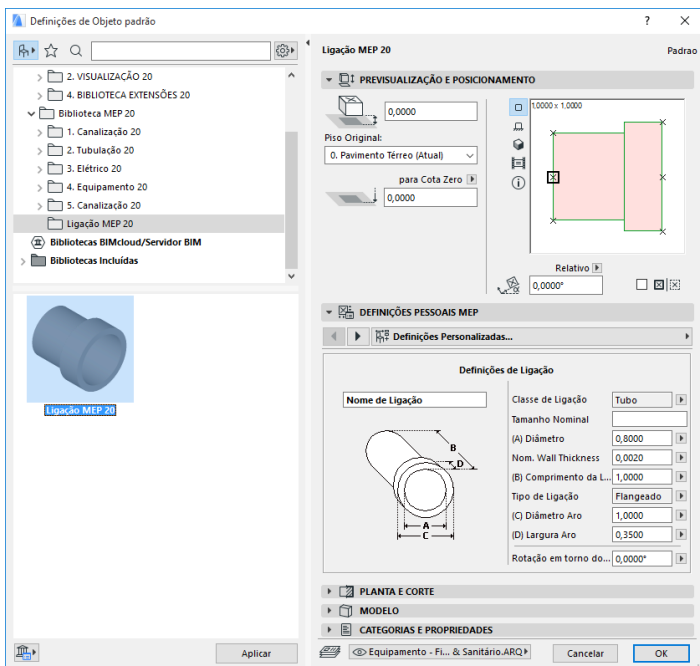 Definições de Objeto padrão
? ×
2. VISUALIZAÇÃO 20
4. BIBLIOTECA EXTENSÕES 20
Biblioteca MEP 20
1. Canalização 20
2. Tubulação 20
3. Elétrico 20
4. Equipamento 20
5. Canalização 20
Ligação MEP 20
Bibliotecas BIMcloud/Servidor BIM
Bibliotecas Incluídas
Ligação MEP 20
Aplicar
Ligação MEP 20
Padrao
PREVISUALIZAÇÃO E POSICIONAMENTO
0,0000
Piso Original:
0. Pavimento Térreo (Atual)
para Cota Zero
0,0000
1,0000 x 1,0000
Relativo
0,0000°
DEFINIÇÕES PESSOAIS MEP
Definições Personalizadas...
Definições de Ligação
Nome de Ligação
B
D
A
C
Classe de Ligação Tubo
Tamanho Nominal
(A) Diámetro 0,8000
Nom. Wall Thickness 0,0020
(B) Comprimento da L... 1,0000
Tipo de Ligação Flangeado
(C) Diâmetro Aro 1,0000
(D) Largura Aro 0,3500
Rotação em torno do... 0,0000°
PLANTA E CORTE
MODELO
CATEGORIAS E PROPRIEDADES
Equipamento - Fi... & Sanitário.ARQ
Cancelar
OK